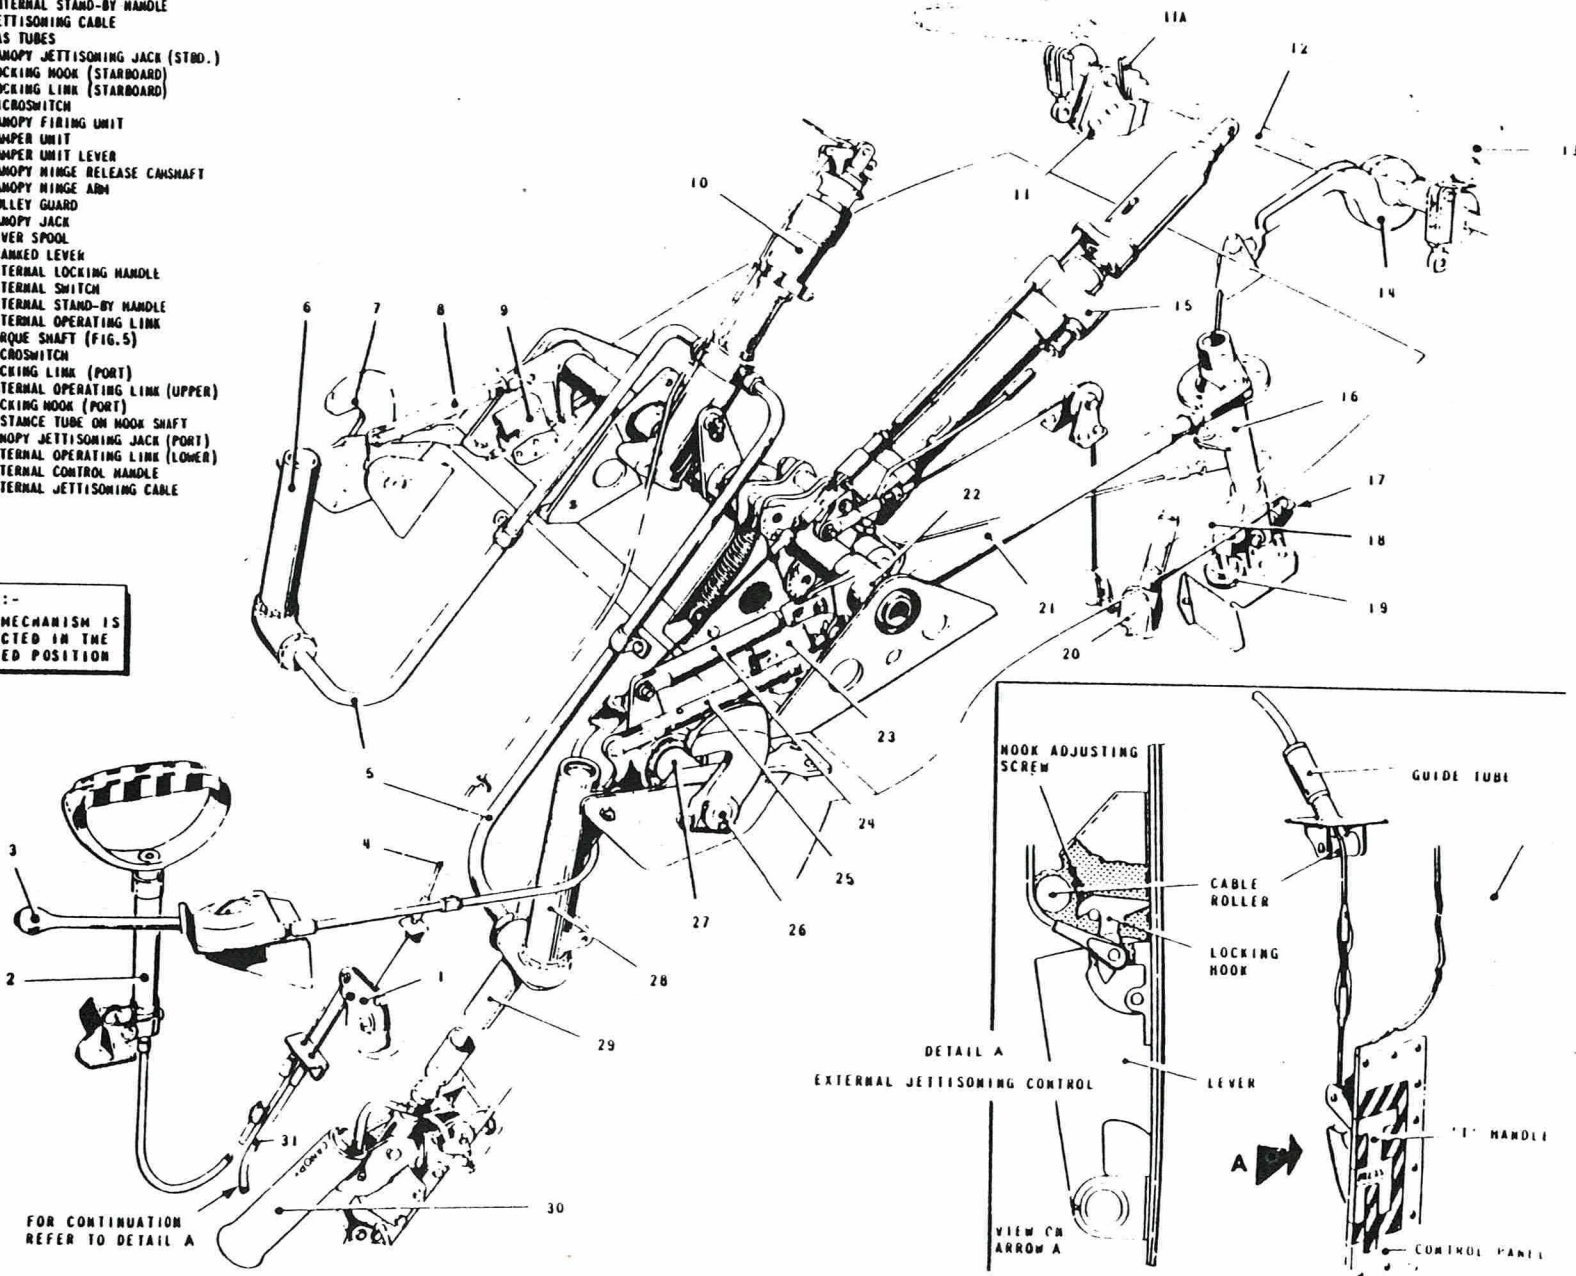 TERNAL STAND-BY HANDLE
ETTISONING CABLE
AS TUBES
ANOPY JETTISONING JACK (STBD.)
OCKING HOOK (STARBOARD)
OCKING LINK (STARBOARD)
ICROSWITCH
ANOPY FIRING UNIT
AMPER UNIT
AMPER UNIT LEVER
ANOPY HINGE RELEASE CAMSHAFT
ANOPY HINGE ARM
ULLEY GUARD
ANOPY JACK
VER SPOOL
ANKED LEVER
TERNAL LOCKING HANDLE
TERNAL SWITCH
TERNAL STAND-BY HANDLE
TERNAL OPERATING LINK
RQUE SHAFT (FIG.5)
CROSWITCH
CKING LINK (PORT)
TERNAL OPERATING LINK (UPPER)
CKING HOOK (PORT)
STANCE TUBE ON HOOK SHAFT
NOPY JETTISONING JACK (PORT)
TERNAL OPERATING LINK (LOWER)
TERNAL CONTROL HANDLE
TERNAL JETTISONING CABLE
:-
MECHANISM IS
CTED IN THE
ED POSITION
11A
12
13
10
11
14
6
7
8
9
15
16
17
22
18
21
19
20
23
5
24
4
25
3
27
26
2
1
28
29
31
30
FOR CONTINUATION
REFER TO DETAIL A
CANOP
HOOK ADJUSTING
SCREW
GUIDE TUBE
CABLE
ROLLER
LOCKING
HOOK
DETAIL A
EXTERNAL JETTISONING CONTROL
LEVER
'T' HANDLE
A
VIEW ON
ARROW A
CONTROL PANEL